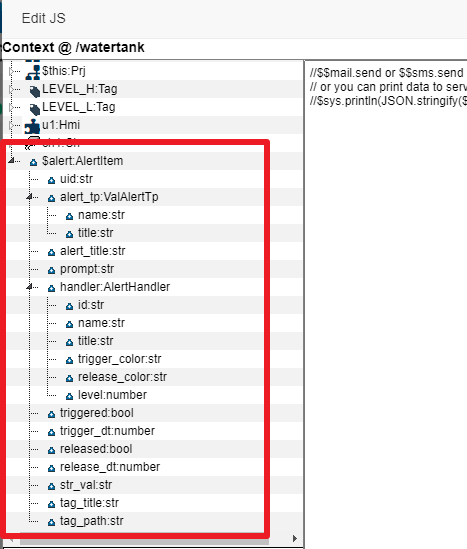 Edit JS
Context @ /watertank
$this:Prj
LEVEL_H:Tag
LEVEL_L:Tag
u1:Hmi
$alert:AlertItem
uid:str
alert_tp:ValAlertTp
name:str
title:str
alert_title:str
prompt:str
handler:AlertHandler
id:str
name:str
title:str
trigger_color:str
release_color:str
level:number
triggered:bool
trigger_dt:number
released:bool
release_dt:number
str_val:str
tag_title:str
tag_path:str
//$$mail.send or $$sms.send
// or you can print data to serv
//$sys.println(JSON.stringify($